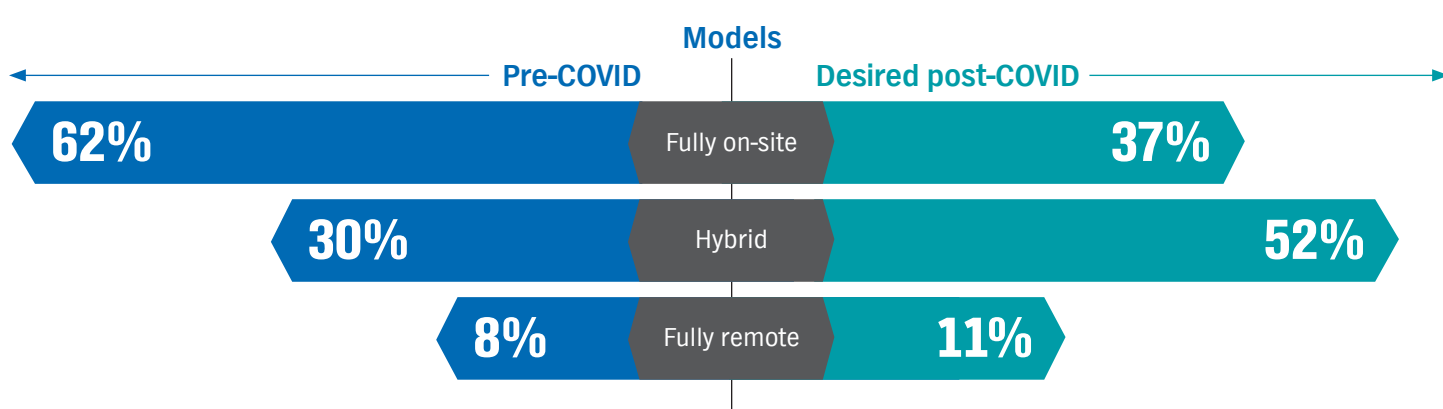 Models
Pre-COVID Desired post-COVID
62% Fully on-site 37%
30% Hybrid 52%
8% Fully remote 11%